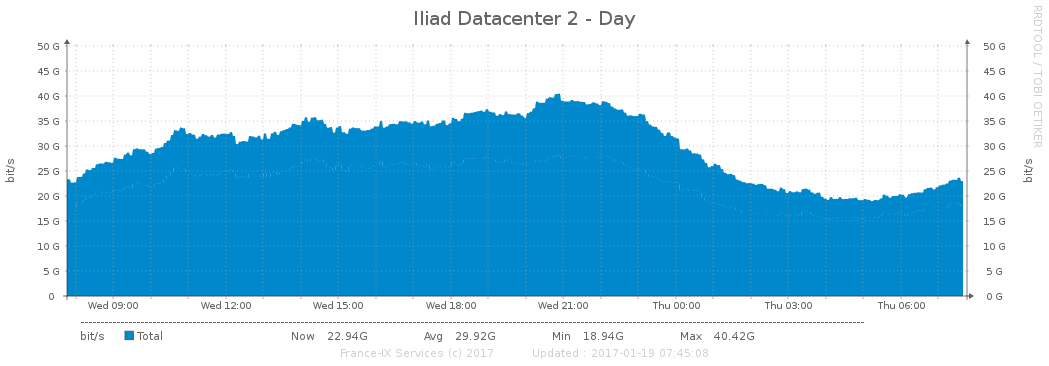 Iliad Datacenter 2 - Day
RRDTOOL / TOBI OETIKER
50 G 50 G
45 G 45 G
40 G 40 G
35 G 35 G
30 G 30 G
25 G 25 G
20 G 20 G
15 G 15 G
10 G 10 G
5 G 5 G
0 0 G
bit/s bit/s
Wed 09:00 Wed 12:00 Wed 15:00 Wed 18:00 Wed 21:00 Thu 00:00 Thu 03:00 Thu 06:00
bit/s Total Now 22.94G Avg 29.92G Min 18.94G Max 40.42G
France-IX Services (c) 2017 Updated : 2017-01-19 07:45:08